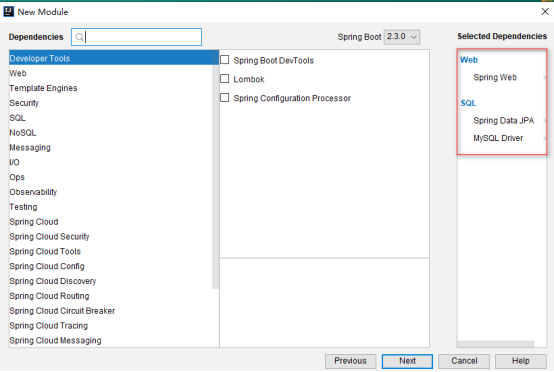 New Module
Dependencies
Spring Boot 2.3.0
Selected Dependencies
Developer Tools
Web
Template Engines
Security
SQL
NoSQL
Messaging
I/O
Ops
Observability
Testing
Spring Cloud
Spring Cloud Security
Spring Cloud Tools
Spring Cloud Config
Spring Cloud Discovery
Spring Cloud Routing
Spring Cloud Circuit Breaker
Spring Cloud Tracing
Spring Cloud Messaging
Spring Boot DevTools
Lombok
Spring Configuration Processor
Web
Spring Web
SQL
Spring Data JPA
MySQL Driver
Previous
Next
Cancel
Help